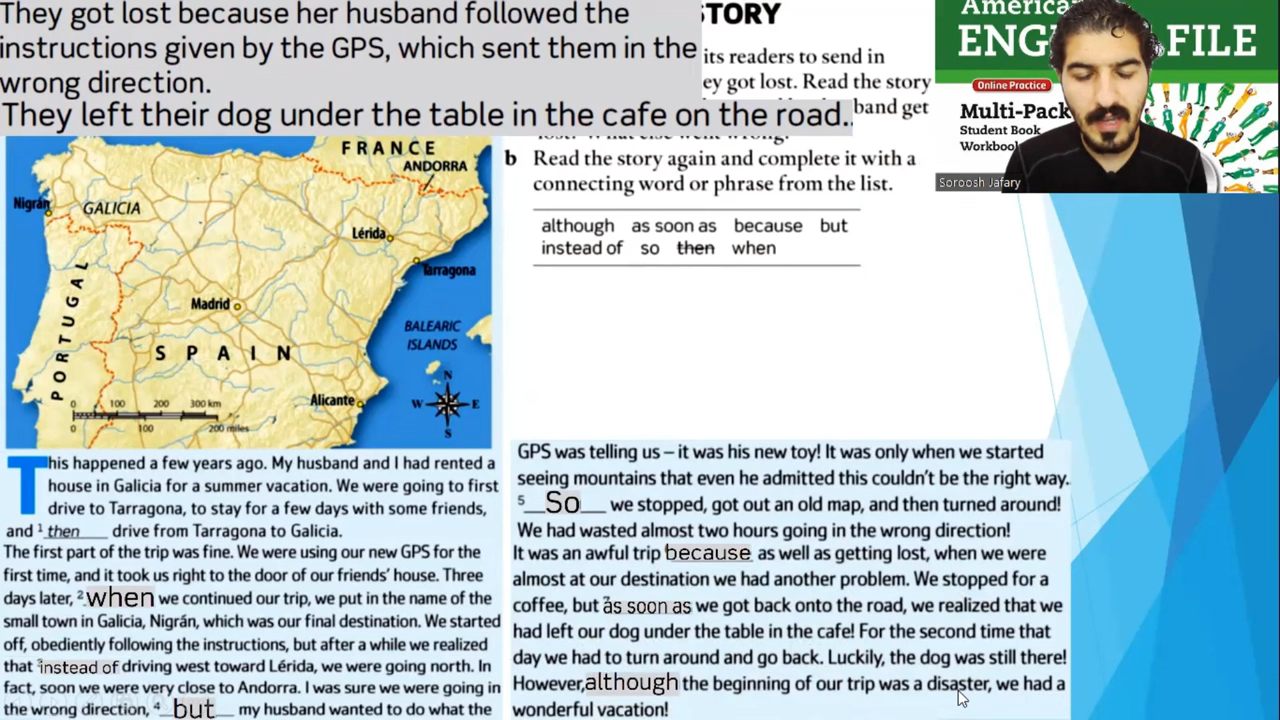 They got lost because her husband followed the
instructions given by the GPS, which sent them in the
wrong direction.
They left their dog under the table in the cafe on the road..
STORY
its readers to send in
ey got lost. Read the story
band get
b Read the story again and complete it with a
connecting word or phrase from the list.
although as soon as because but
instead of so then when
America
ENG FILE
Online Practice
Multi-Pack
Student Book
Workboo
Soroosh Jafary
FRANCE
ANDORRA
Nigrán
GALICIA
Lérida
Tarragona
PORTUGAL
Madrid
BALEARIC
ISLANDS
SPAIN
N
W E
S
Alicante
0 100 200 300 km
0 100 200 miles
This happened a few years ago. My husband and I had rented a
house in Galicia for a summer vacation. We were going to first
drive to Tarragona, to stay for a few days with some friends,
and 1 then drive from Tarragona to Galicia.
The first part of the trip was fine. We were using our new GPS for the
first time, and it took us right to the door of our friends' house. Three
days later, 2 when we continued our trip, we put in the name of the
small town in Galicia, Nigrán, which was our final destination. We started
off, obediently following the instructions, but after a while we realized
that 3 instead of driving west toward Lérida, we were going north. In
fact, soon we were very close to Andorra. I was sure we were going in
the wrong direction, 4 but my husband wanted to do what the
GPS was telling us – it was his new toy! It was only when we started
seeing mountains that even he admitted this couldn't be the right way.
5 So we stopped, got out an old map, and then turned around!
We had wasted almost two hours going in the wrong direction!
It was an awful trip because as well as getting lost, when we were
almost at our destination we had another problem. We stopped for a
coffee, but 7 as soon as we got back onto the road, we realized that we
had left our dog under the table in the cafe! For the second time that
day we had to turn around and go back. Luckily, the dog was still there!
However, although the beginning of our trip was a disaster, we had a
wonderful vacation!